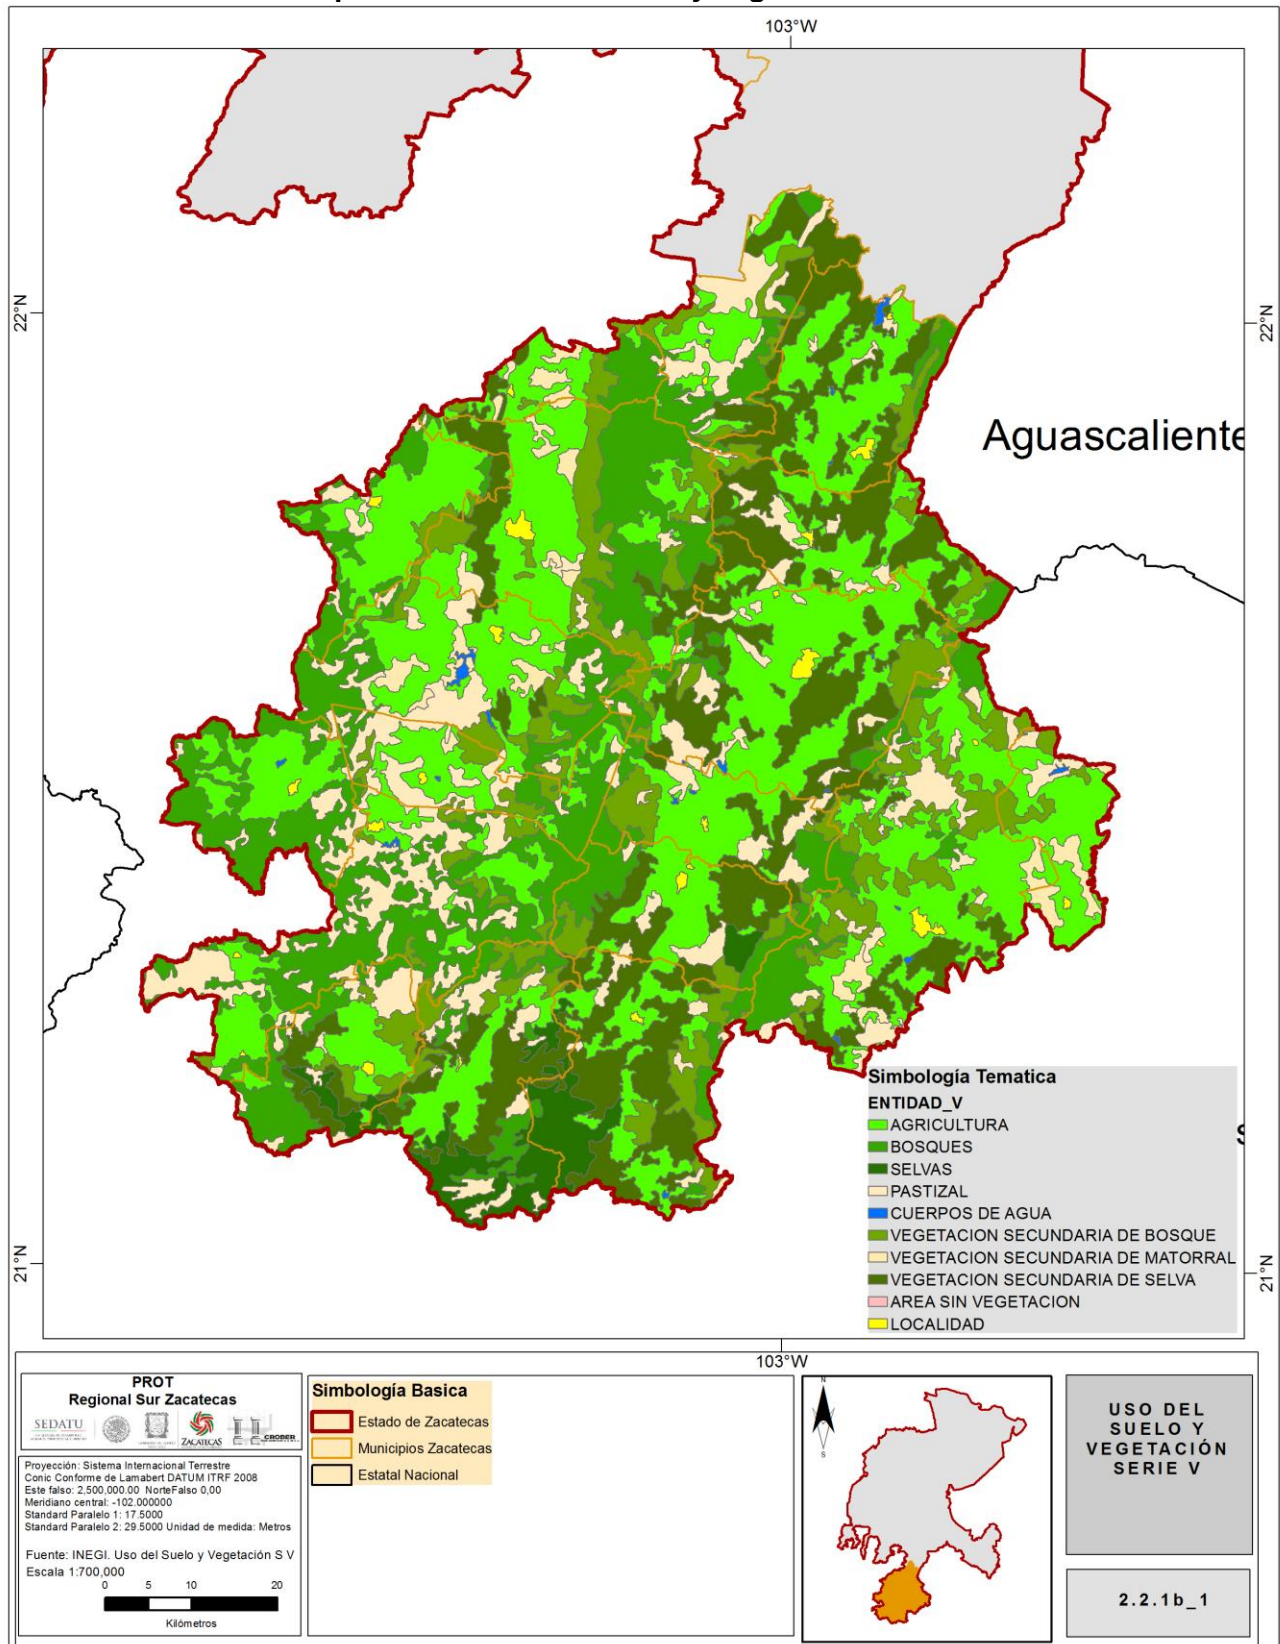 103°W
22°N
22°N
Aguascaliente
Simbología Tematica
ENTIDAD_V
AGRICULTURA
BOSQUES
SELVAS
PASTIZAL
CUERPOS DE AGUA
VEGETACION SECUNDARIA DE BOSQUE
VEGETACION SECUNDARIA DE MATORRAL
VEGETACION SECUNDARIA DE SELVA
AREA SIN VEGETACION
LOCALIDAD
21°N
21°N
103°W
PROT
Regional Sur Zacatecas
SEDATU
ZACATECAS
CROBER
Proyección: Sistema Internacional Terrestre
Conic Conforme de Lamabert DATUM ITRF 2008
Este falso: 2,500,000.00 NorteFalso 0,00
Meridiano central: -102.000000
Standard Paralelo 1: 17.5000
Standard Paralelo 2: 29.5000 Unidad de medida: Metros
Fuente: INEGI. Uso del Suelo y Vegetación S V
Escala 1:700,000
0 5 10 20
Kilómetros
Simbología Basica
Estado de Zacatecas
Municipios Zacatecas
Estatal Nacional
N
S
USO DEL
SUELO Y
VEGETACIÓN
SERIE V
2.2.1b_1